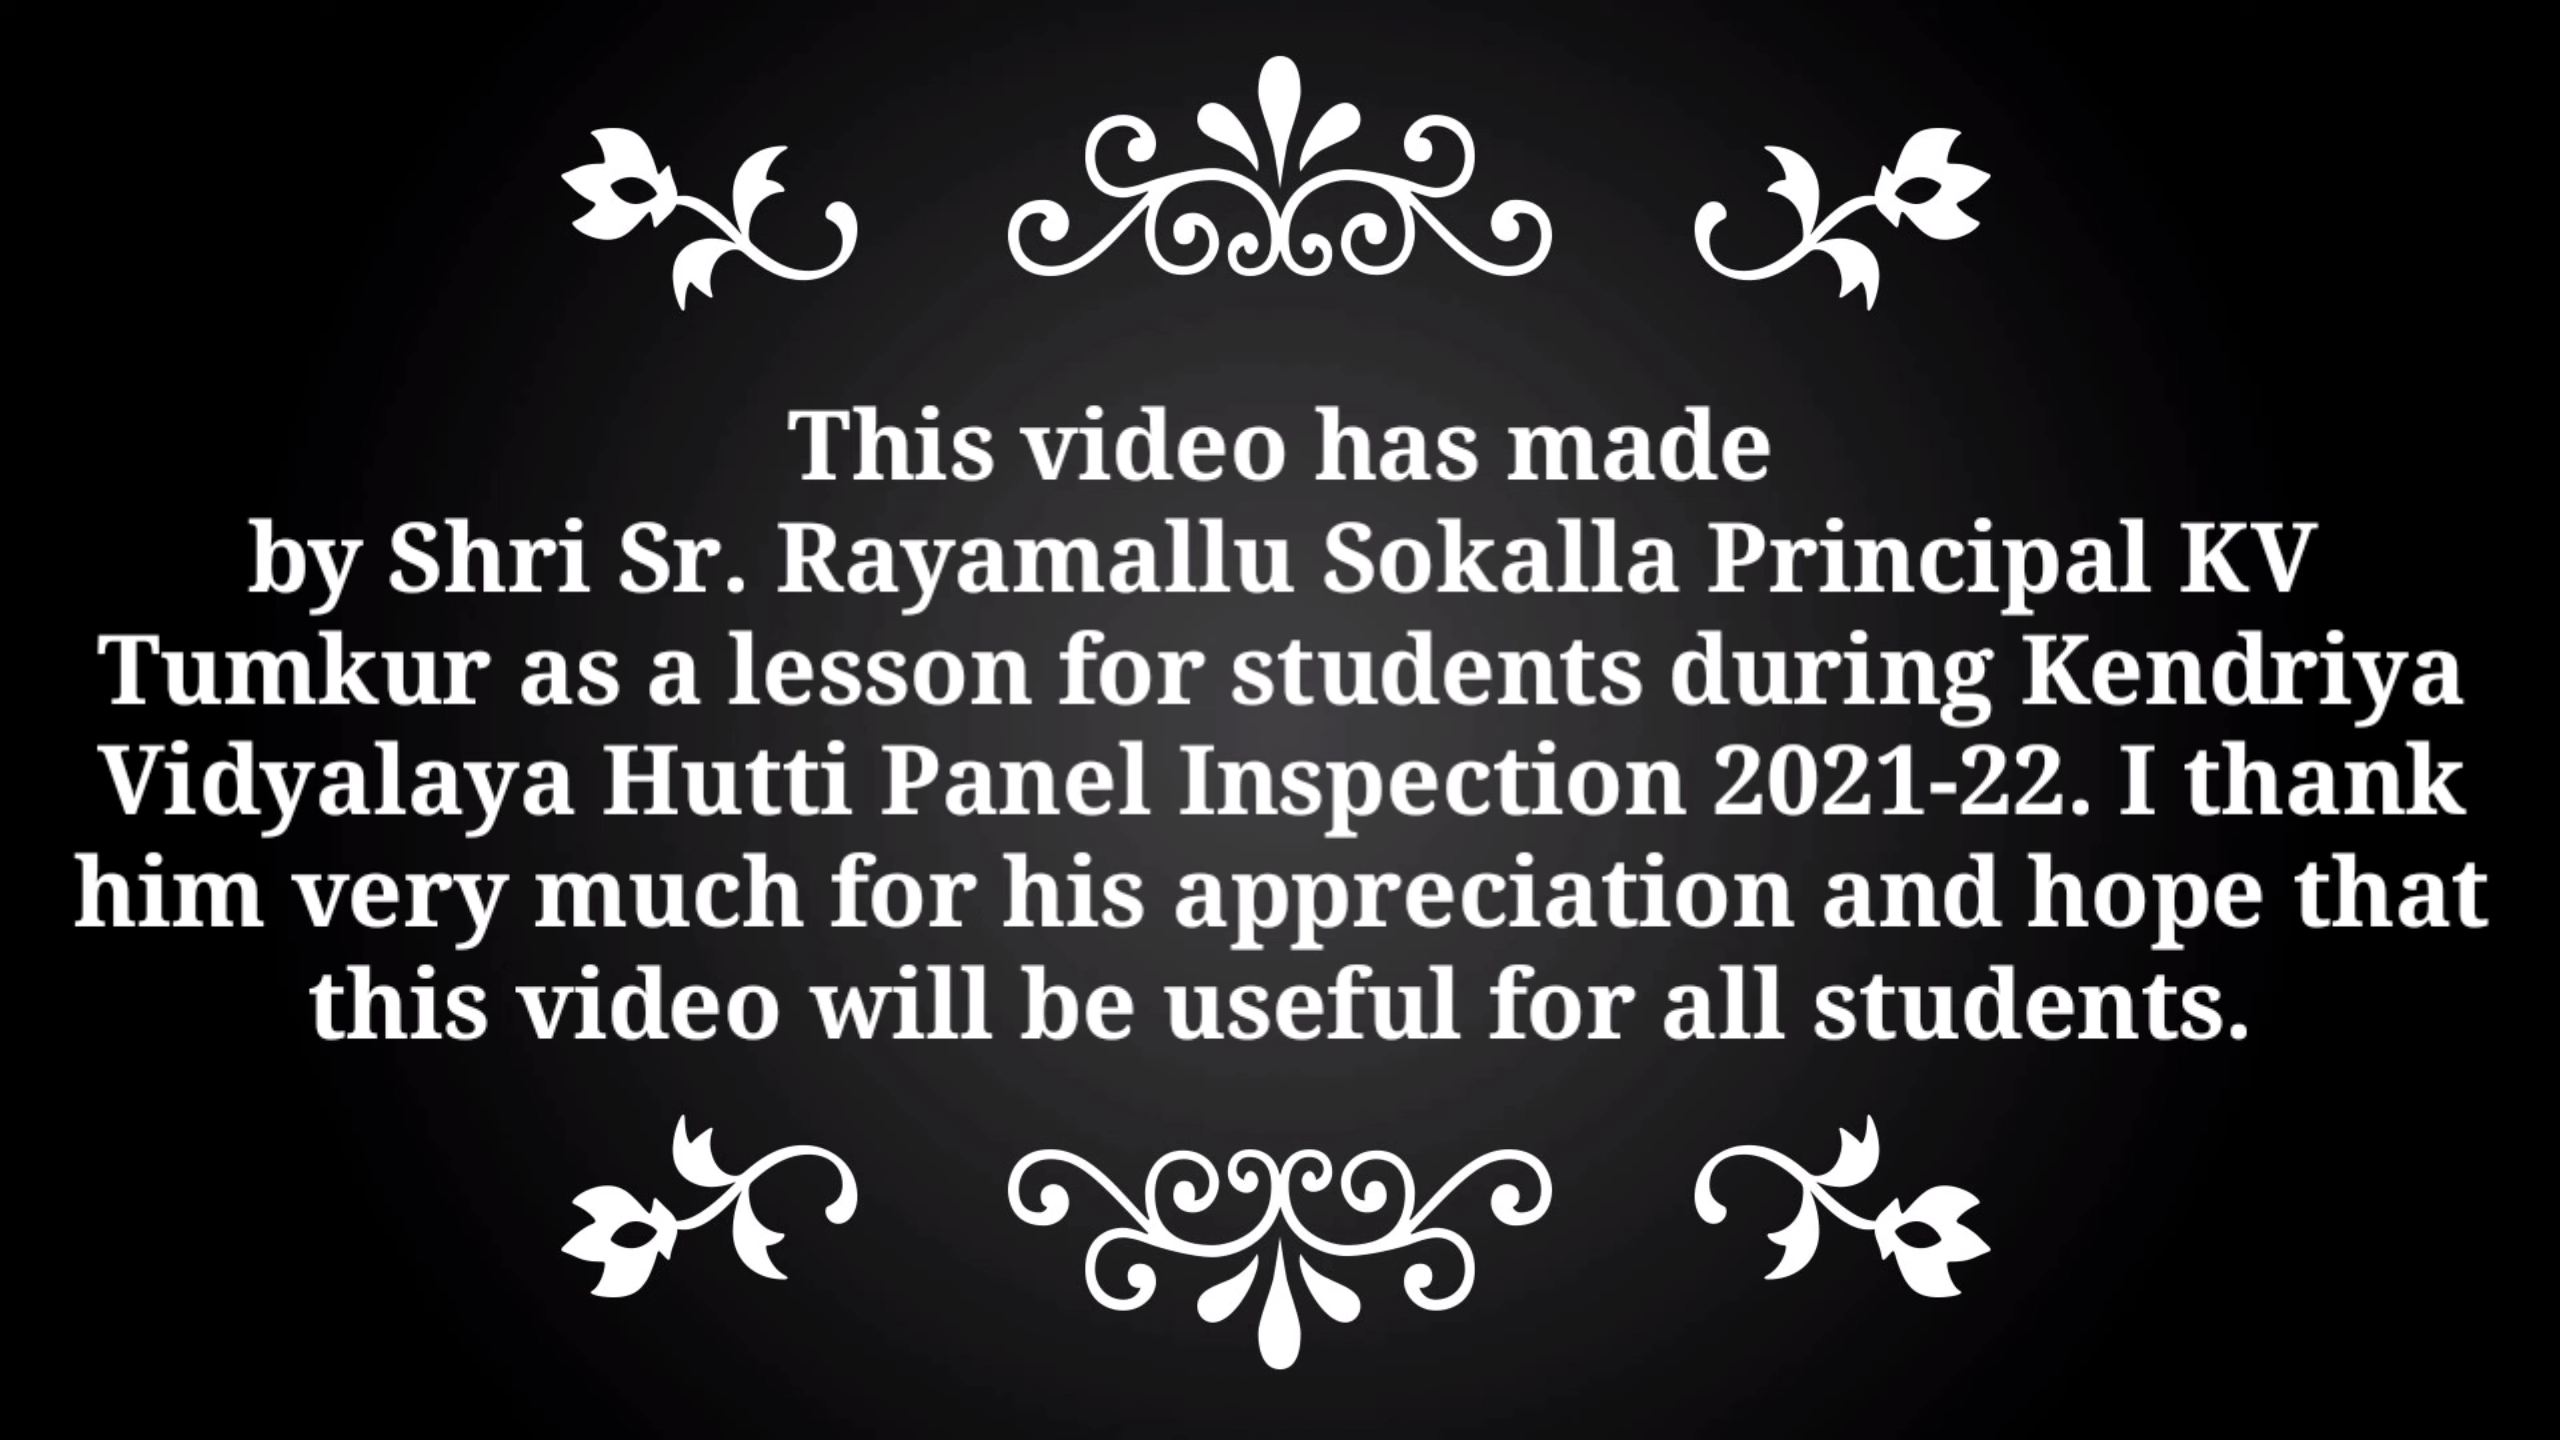 This video has made
by Shri Sr. Rayamallu Sokalla Principal KV
Tumkur as a lesson for students during Kendriya
Vidyalaya Hutti Panel Inspection 2021-22. I thank
him very much for his appreciation and hope that
this video will be useful for all students.